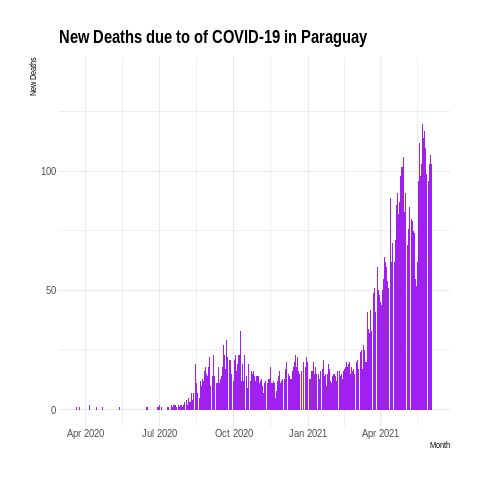 New Deaths due to of COVID-19 in Paraguay
New Deaths
100
50
0
Apr 2020 Jul 2020 Oct 2020 Jan 2021 Apr 2021
Month